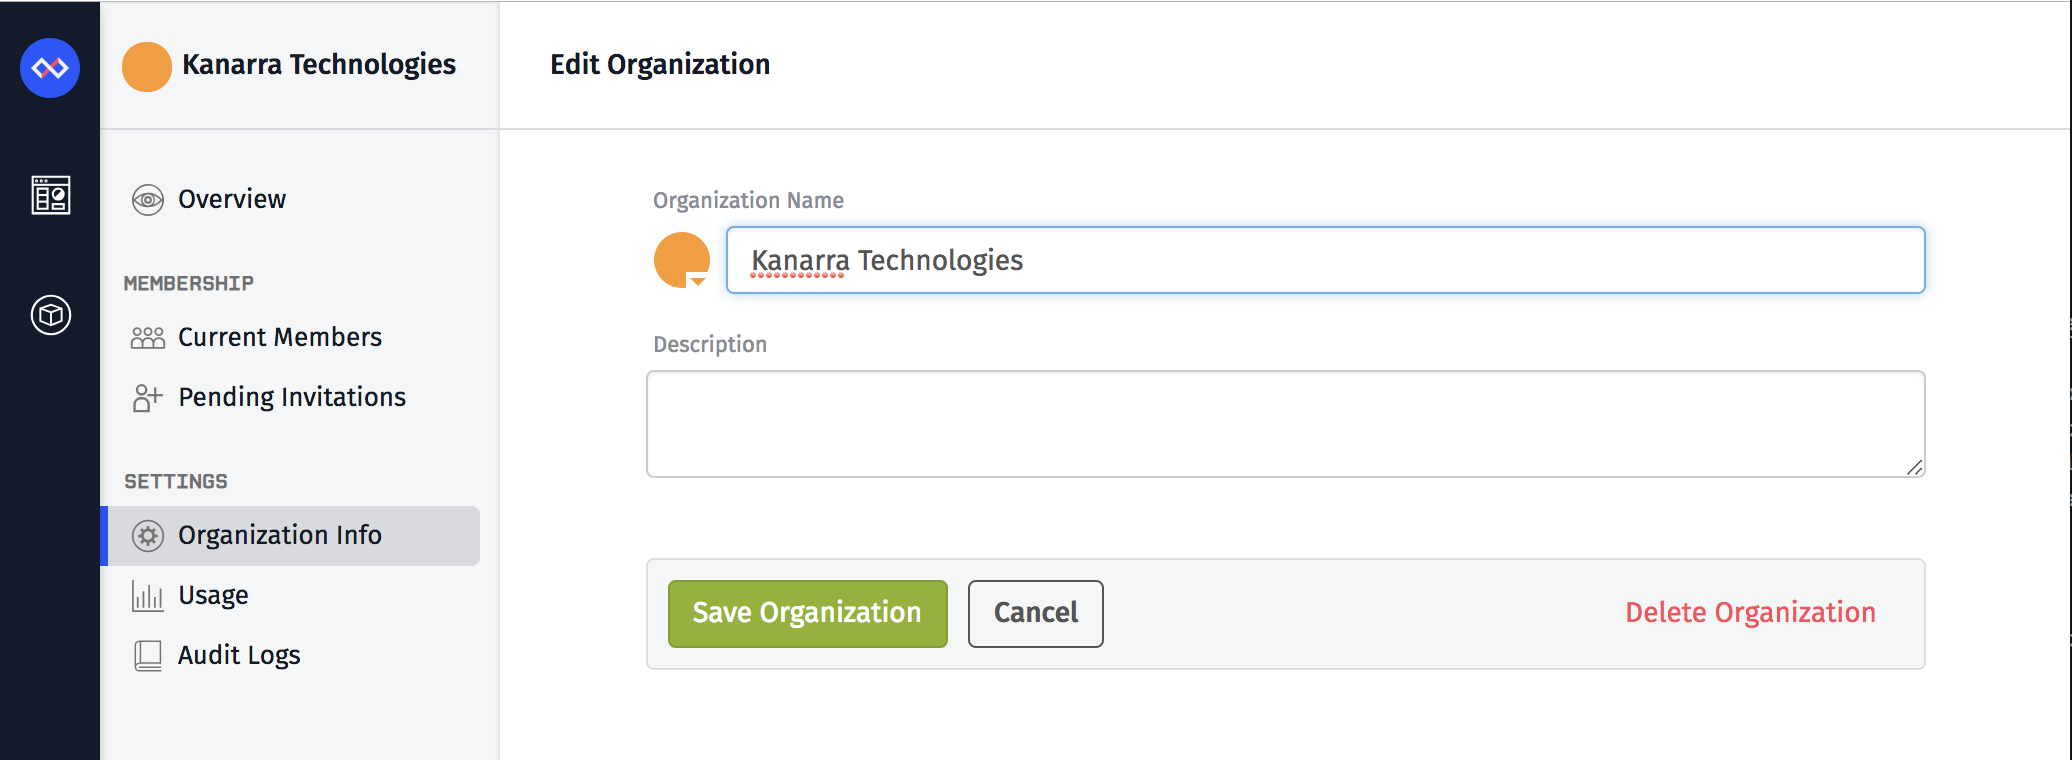 Kanarra Technologies
Overview
MEMBERSHIP
Current Members
Pending Invitations
SETTINGS
Organization Info
Usage
Audit Logs
Edit Organization
Organization Name
Kanarra Technologies
Description
Save Organization
Cancel
Delete Organization